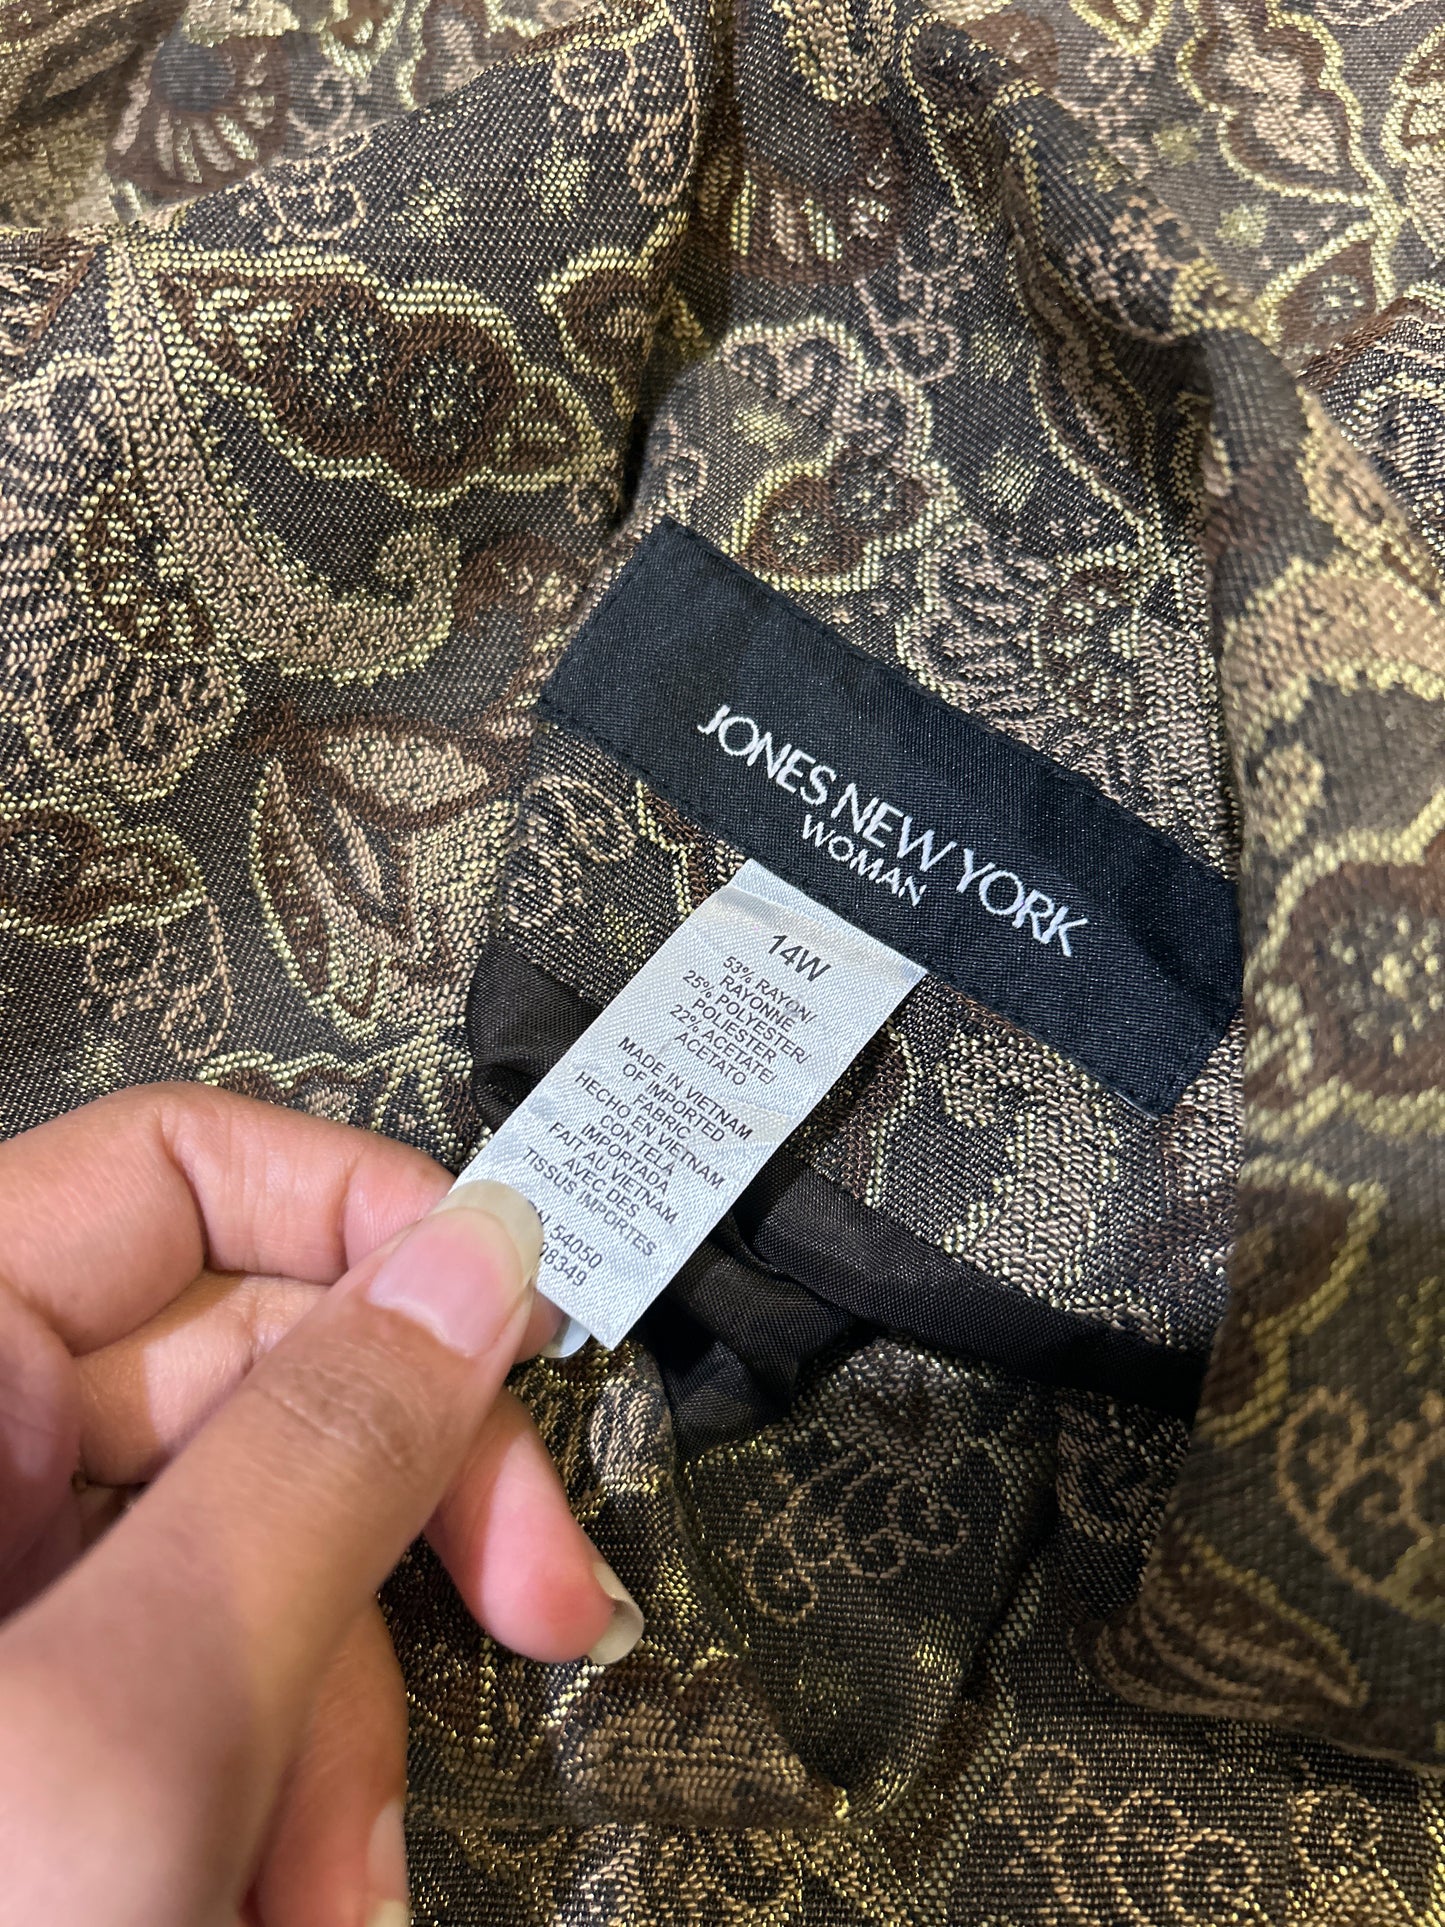 JONES NEW YORK
WOMAN
14W
53% RAYON/
RAYONNE
25% POLYESTER/
POLIESTER
22% ACETATE/
ACETATO
MADE IN VIETNAM
OF IMPORTED
FABRIC
HECHO EN VIETNAM
CON TELA
IMPORTADA
FAIT AU VIETNAM
AVEC DES
TISSUS IMPORTES
54050
08349